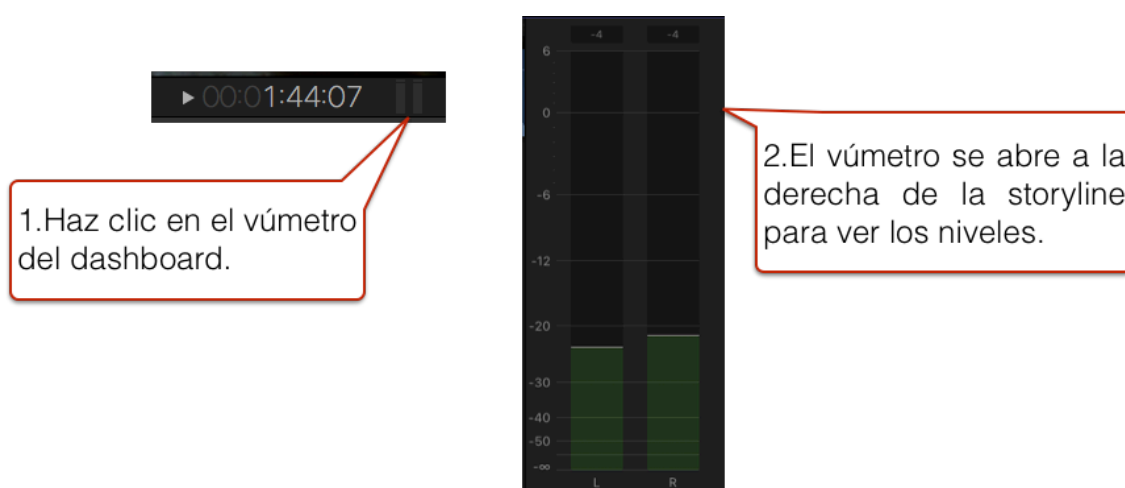 00:01:44:07
1.Haz clic en el vúmetro
del dashboard.
-4 -4
6
0
-6
-12
-20
-30
-40
-50
-∞
L R
2.El vúmetro se abre a la
derecha de la storyline
para ver los niveles.